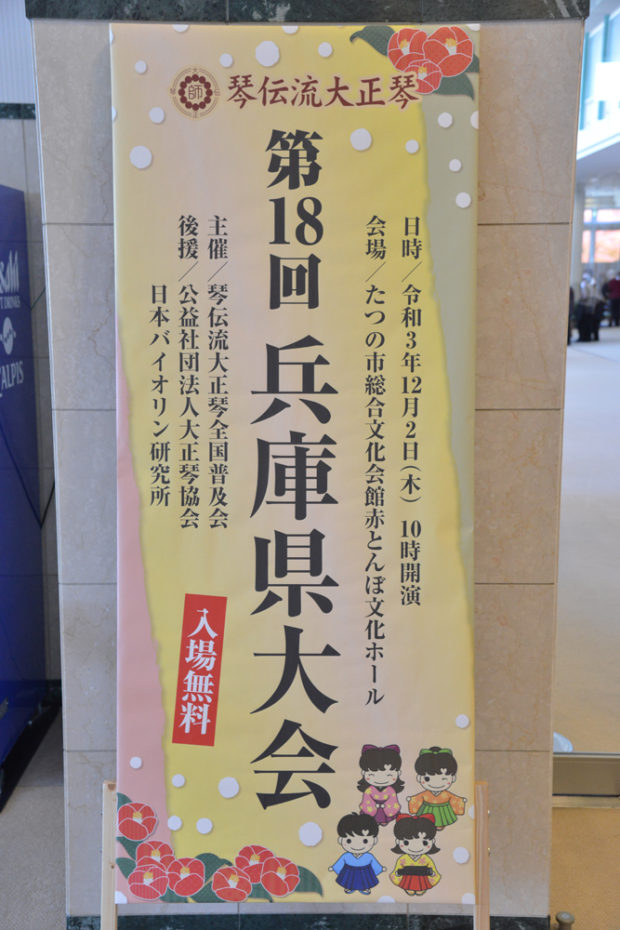 師
琴伝流大正琴
第18回 兵庫県大会
日時／令和3年12月2日(木) 10時開演
会場／たつの市総合文化会館赤とんぼ文化ホール
主催／琴伝流大正琴全国普及会
後援／公益社団法人大正琴協会
日本バイオリン研究所
入場無料